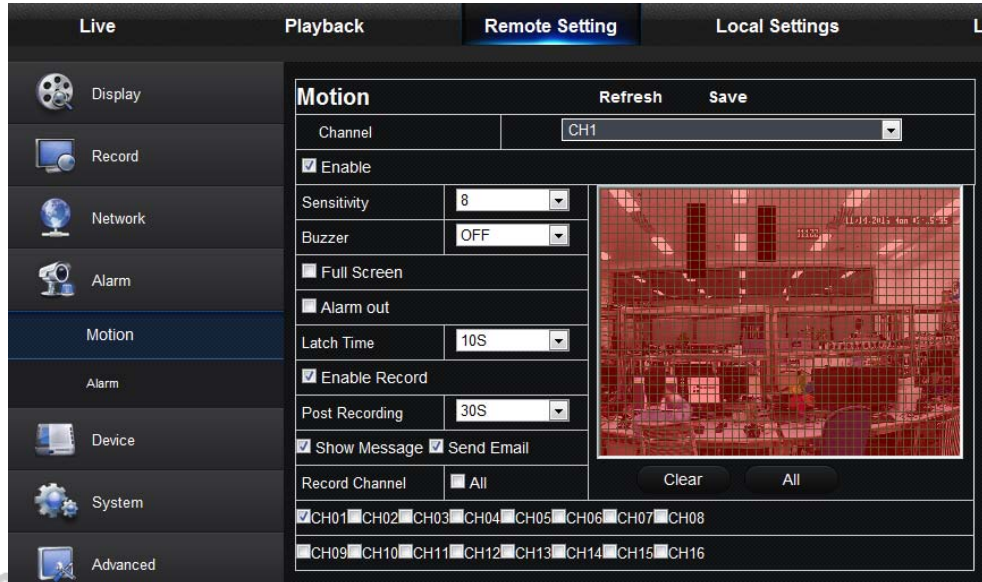 Live Playback Remote Setting Local Settings L
Display
Record
Network
Alarm
Motion
Alarm
Device
System
Advanced
Motion Refresh Save
Channel CH1
Enable
Sensitivity 8
Buzzer OFF
Full Screen
Alarm out
Latch Time 10S
Enable Record
Post Recording 30S
Show Message Send Email
Record Channel All
Clear All
CH01 CH02 CH03 CH04 CH05 CH06 CH07 CH08
CH09 CH10 CH11 CH12 CH13 CH14 CH15 CH16